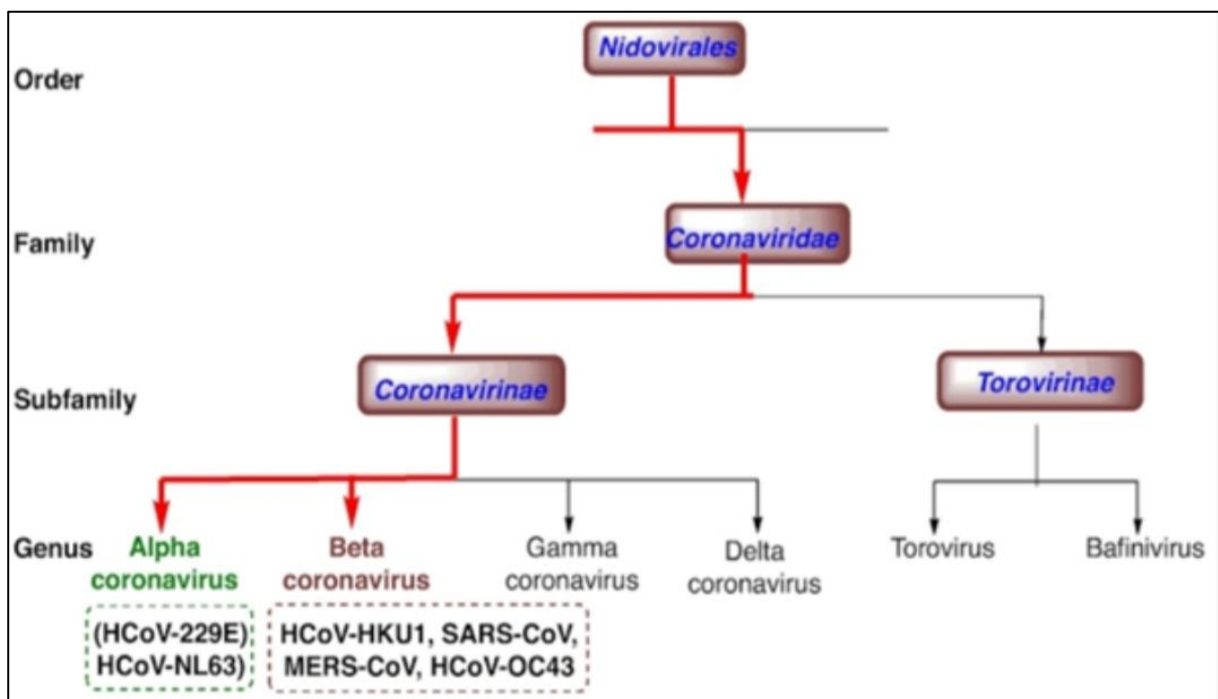 Nidovirales
Order
Family
Coronaviridae
Subfamily
Coronavirinae
Torovirinae
Genus
Alpha
coronavirus
Beta
coronavirus
Gamma
coronavirus
Delta
coronavirus
Torovirus
Bafinivirus
(HCoV-229E)
HCoV-NL63)
HCoV-HKU1, SARS-CoV,
MERS-CoV, HCoV-OC43